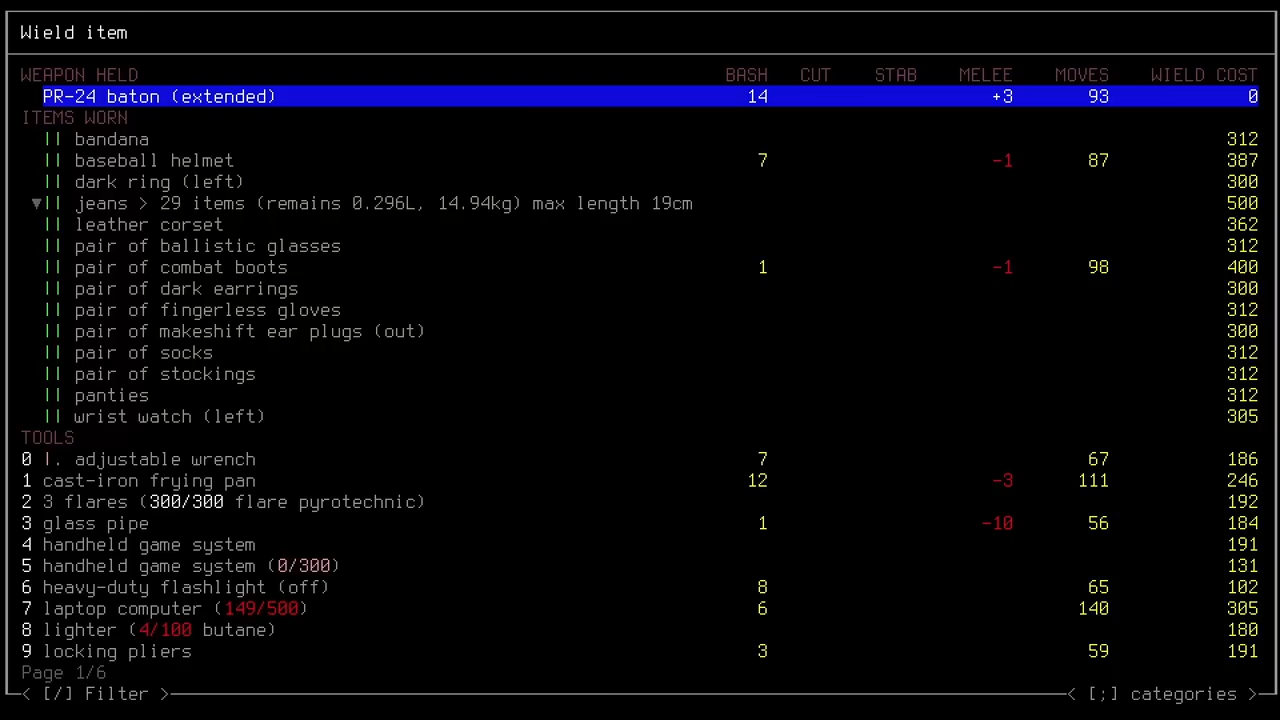 Wield item
WEAPON HELD BASH CUT STAB MELEE MOVES WIELD COST
PR-24 baton (extended) 14 +3 93 0
ITEMS WORN
|| bandana 312
|| baseball helmet 7 -1 87 387
|| dark ring (left) 300
▼|| jeans > 29 items (remains 0.296L, 14.94kg) max length 19cm 500
|| leather corset 362
|| pair of ballistic glasses 312
|| pair of combat boots 1 -1 98 400
|| pair of dark earrings 300
|| pair of fingerless gloves 312
|| pair of makeshift ear plugs (out) 300
|| pair of socks 312
|| pair of stockings 312
|| panties 312
|| wrist watch (left) 305
TOOLS
0 |. adjustable wrench 7 67 186
1 cast-iron frying pan 12 -3 111 246
2 3 flares (300/300 flare pyrotechnic) 192
3 glass pipe 1 -10 56 184
4 handheld game system 191
5 handheld game system (0/300) 131
6 heavy-duty flashlight (off) 8 65 102
7 laptop computer (149/500) 6 140 305
8 lighter (4/100 butane) 180
9 locking pliers 3 59 191
Page 1/6
< [/] Filter > < [;] categories >